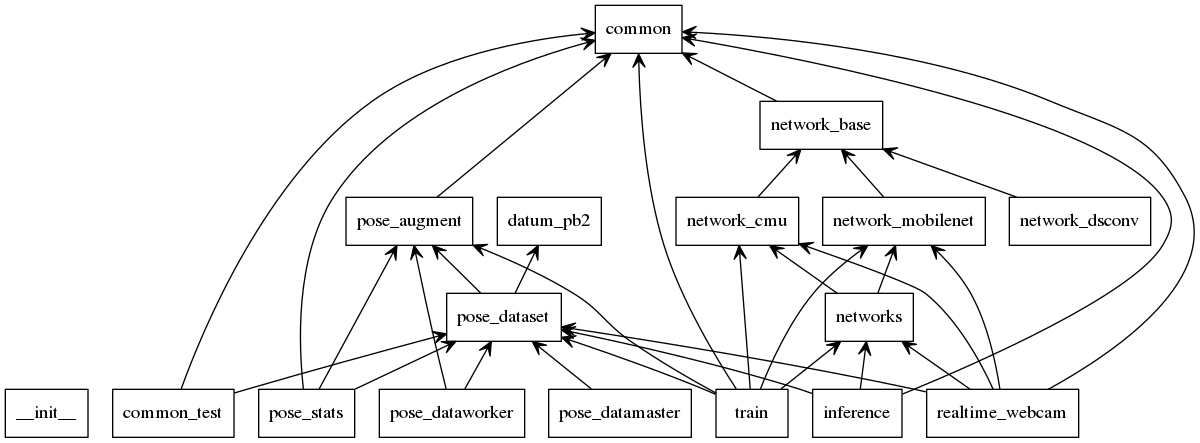 common
network_base
pose_augment
datum_pb2
network_cmu
network_mobilenet
network_dsconv
pose_dataset
networks
__init__
common_test
pose_stats
pose_dataworker
pose_datamaster
train
inference
realtime_webcam